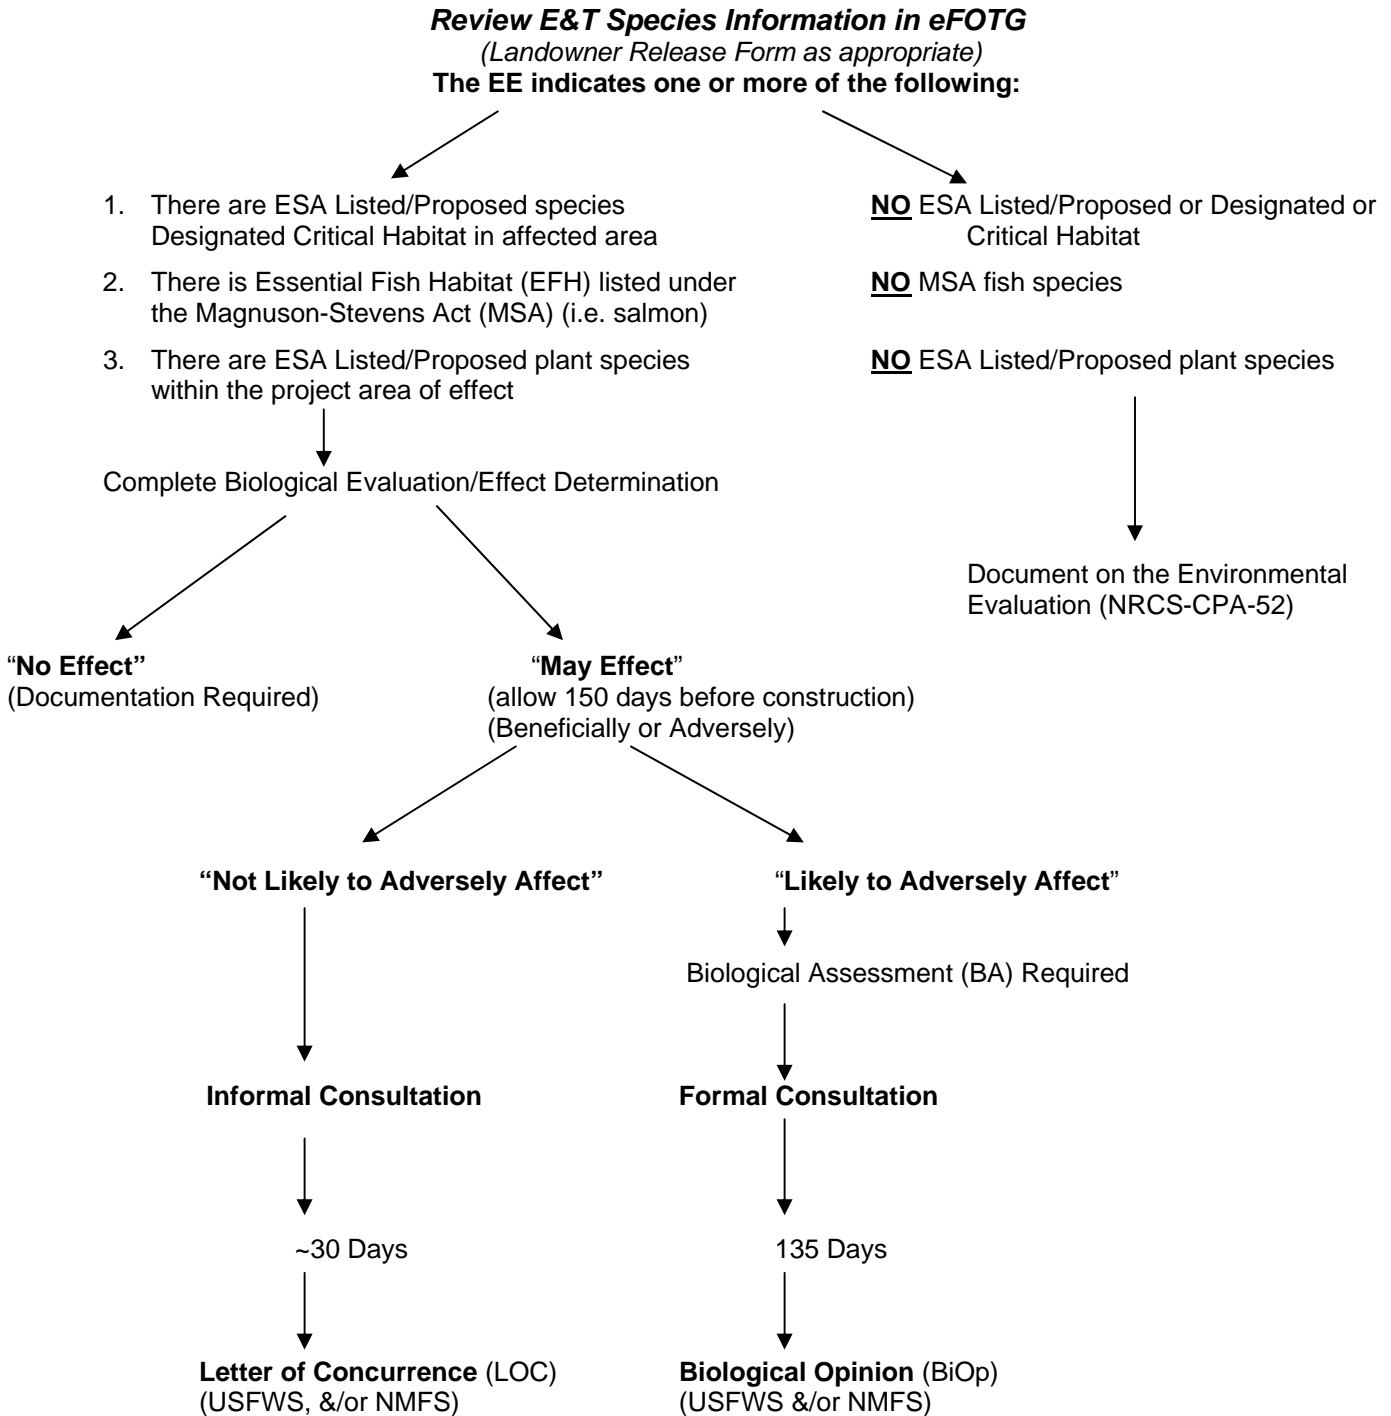 Review E&T Species Information in eFOTG
(Landowner Release Form as appropriate)
The EE indicates one or more of the following:
1. There are ESA Listed/Proposed species
Designated Critical Habitat in affected area
2. There is Essential Fish Habitat (EFH) listed under
the Magnuson-Stevens Act (MSA) (i.e. salmon)
3. There are ESA Listed/Proposed plant species
within the project area of effect
NO ESA Listed/Proposed or Designated or
Critical Habitat
NO MSA fish species
NO ESA Listed/Proposed plant species
Complete Biological Evaluation/Effect Determination
Document on the Environmental
Evaluation (NRCS-CPA-52)
“No Effect”
(Documentation Required)
“May Effect”
(allow 150 days before construction)
(Beneficially or Adversely)
“Not Likely to Adversely Affect”
“Likely to Adversely Affect”
Biological Assessment (BA) Required
Informal Consultation
Formal Consultation
~30 Days
135 Days
Letter of Concurrence (LOC)
(USFWS, &/or NMFS)
Biological Opinion (BiOp)
(USFWS &/or NMFS)